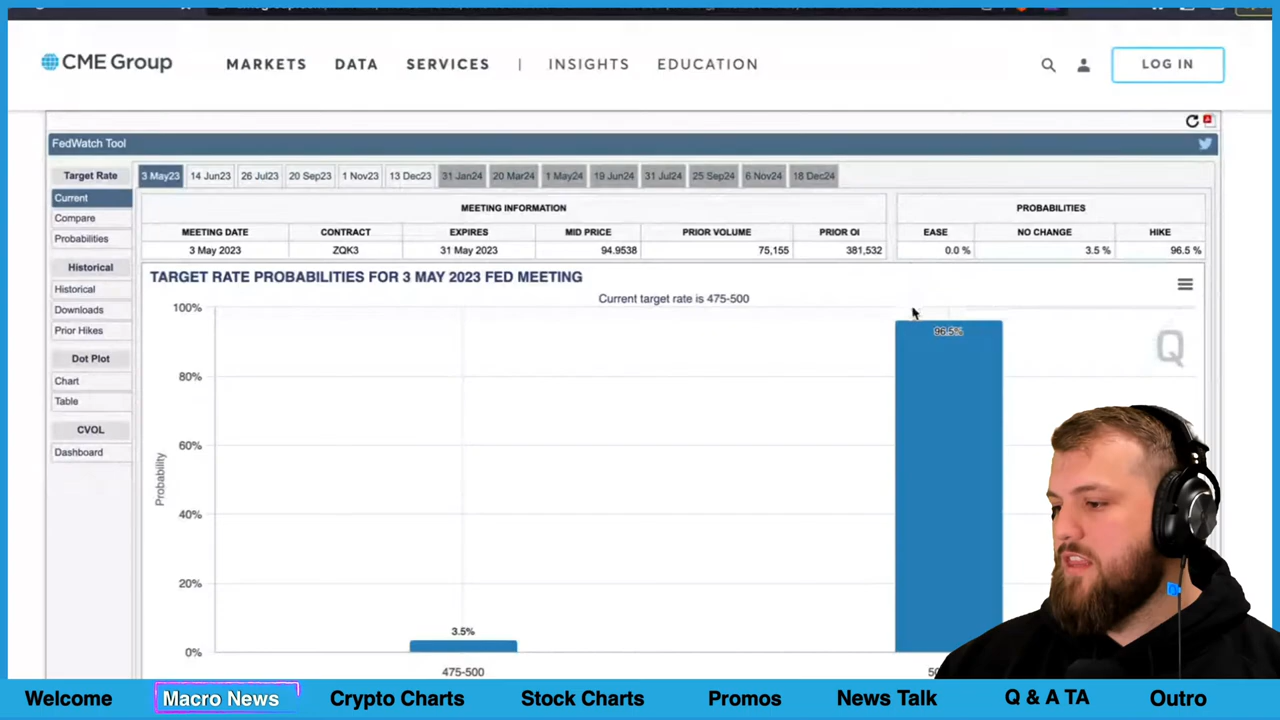 CME Group
MARKETS DATA SERVICES | INSIGHTS EDUCATION
LOG IN
FedWatch Tool
Target Rate
3 May23 14 Jun23 26 Jul23 20 Sep23 1 Nov23 13 Dec23 31 Jan24 20 Mar24 1 May24 19 Jun24 31 Jul24 25 Sep24 6 Nov24 18 Dec24
Current
Compare
Probabilities
Historical
Historical
Downloads
Prior Hikes
Dot Plot
Chart
Table
CVOL
Dashboard
MEETING INFORMATION
MEETING DATE CONTRACT EXPIRES MID PRICE PRIOR VOLUME PRIOR OI
3 May 2023 ZQK3 31 May 2023 94.9538 75,155 381,532
PROBABILITIES
EASE NO CHANGE HIKE
0.0 % 3.5 % 96.5 %
TARGET RATE PROBABILITIES FOR 3 MAY 2023 FED MEETING
Current target rate is 475-500
100%
80%
60%
40%
20%
0%
Probability
96.5%
3.5%
475-500
Q
Welcome Macro News Crypto Charts Stock Charts Promos News Talk Q & A TA Outro